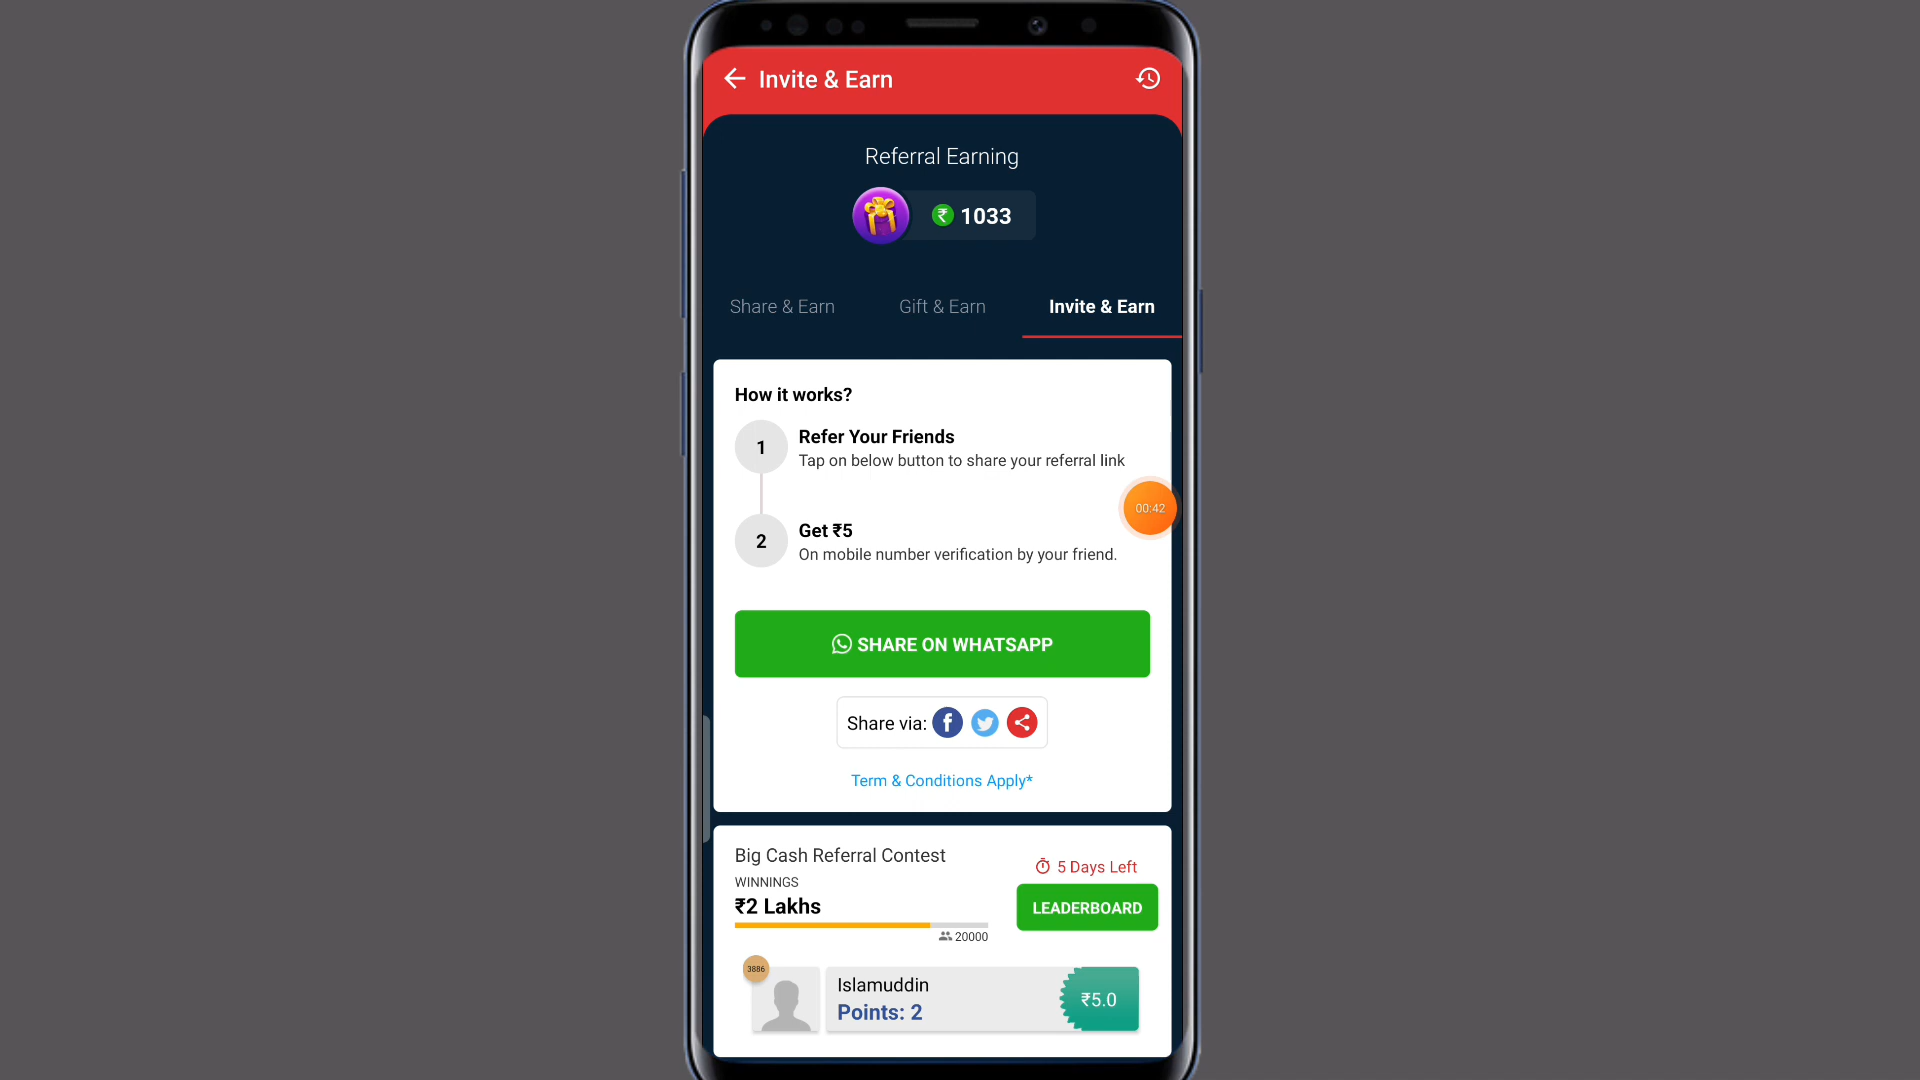 Invite & Earn
Referral Earning
₹ 1033
Share & Earn
Gift & Earn
Invite & Earn
How it works?
1
Refer Your Friends
Tap on below button to share your referral link
00:42
2
Get ₹5
On mobile number verification by your friend.
SHARE ON WHATSAPP
Share via:
Term & Conditions Apply*
Big Cash Referral Contest
5 Days Left
WINNINGS
₹2 Lakhs
LEADERBOARD
20000
3886
Islamuddin
Points: 2
₹5.0